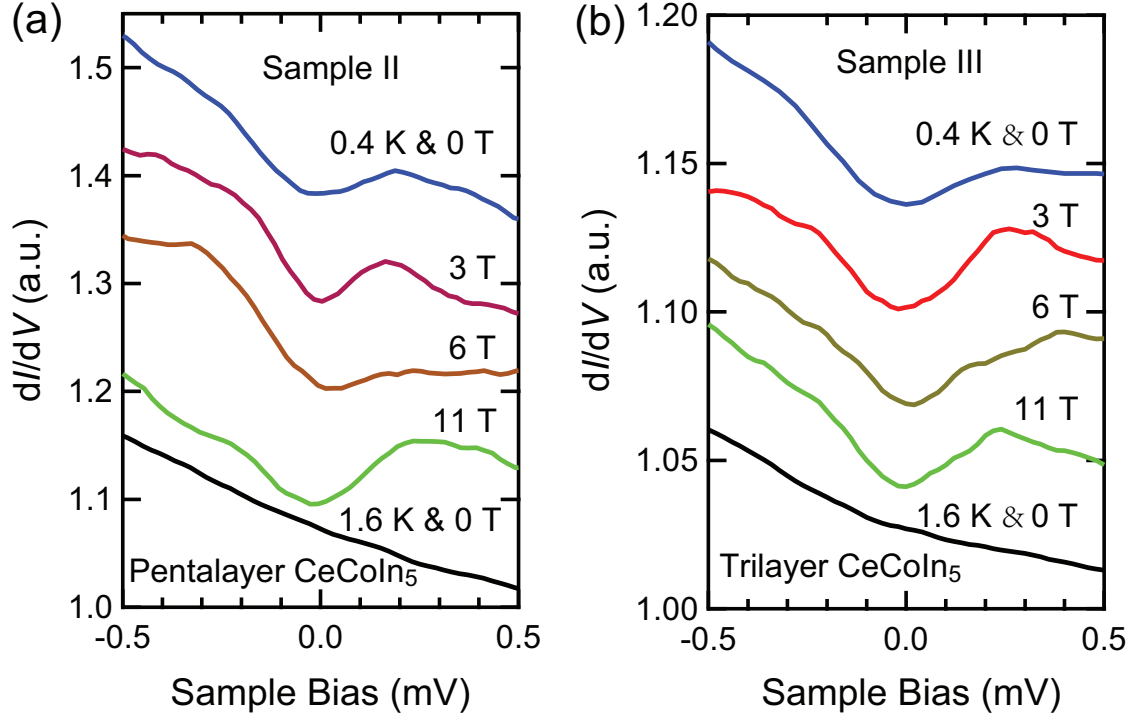 (a)
Sample II
0.4 K & 0 T
3 T
6 T
11 T
1.6 K & 0 T
Pentalayer CeCoIn5
dI/dV (a.u.)
1.5
1.4
1.3
1.2
1.1
1.0
-0.5
0.0
0.5
Sample Bias (mV)
(b)
Sample III
0.4 K & 0 T
3 T
6 T
11 T
1.6 K & 0 T
Trilayer CeCoIn5
dI/dV (a.u.)
1.20
1.15
1.10
1.05
1.00
-0.5
0.0
0.5
Sample Bias (mV)